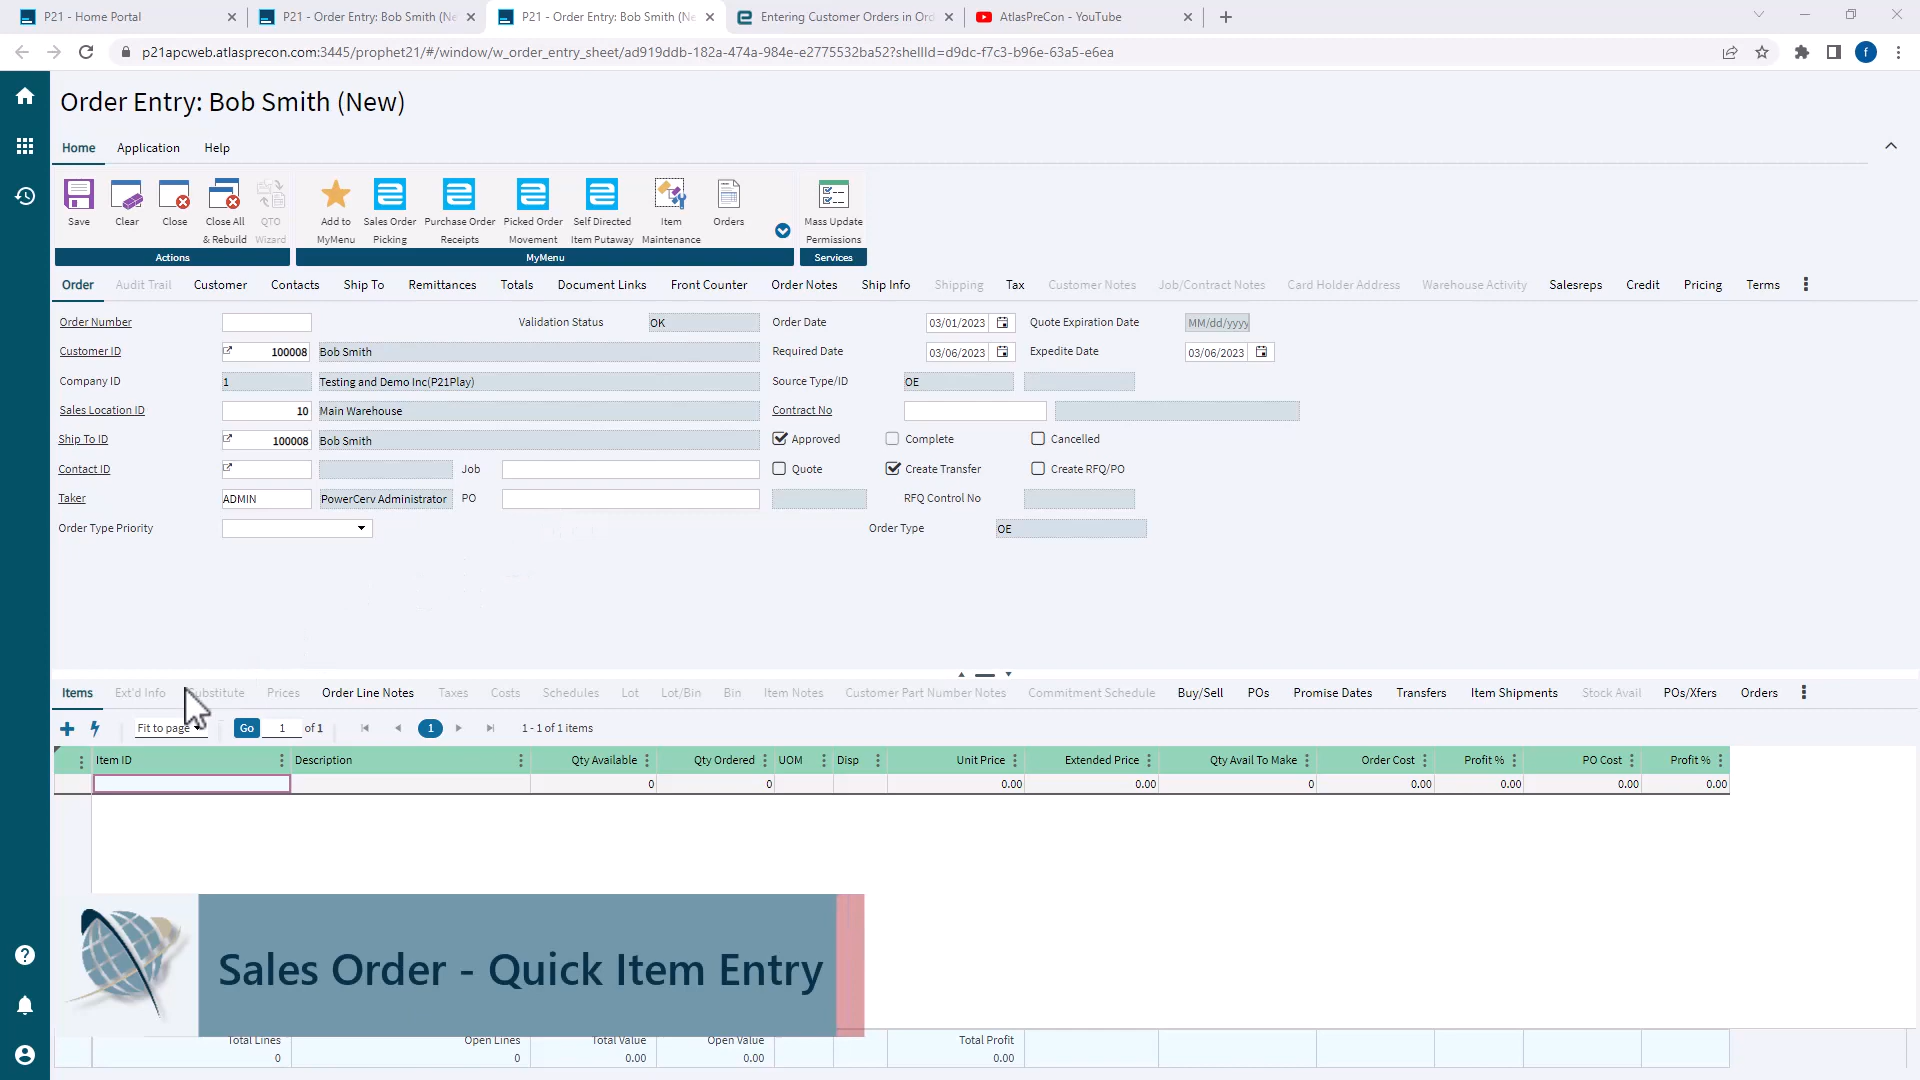 P21 - Home Portal
P21 - Order Entry: Bob Smith (Ne
P21 - Order Entry: Bob Smith (Ne
Entering Customer Orders in Ord
AtlasPreCon - YouTube
p21apcweb.atlasprecon.com:3445/prophet21/#/window/w_order_entry_sheet/ad919ddb-182a-474a-984e-e2775532ba52?shellId=d9dc-f7c3-b96e-63a5-e6ea
f
Order Entry: Bob Smith (New)
Home Application Help
Save
Clear
Close
Close All
& Rebuild
QTO
Wizard
Add to
MyMenu
Sales Order
Picking
Purchase Order
Receipts
Picked Order
Movement
Self Directed
Item Putaway
Item
Maintenance
Orders
Mass Update
Permissions
Actions
MyMenu
Services
Order Audit Trail Customer Contacts Ship To Remittances Totals Document Links Front Counter Order Notes Ship Info Shipping Tax Customer Notes Job/Contract Notes Card Holder Address Warehouse Activity Salesreps Credit Pricing Terms
Order Number Validation Status OK Order Date 03/01/2023 Quote Expiration Date MM/dd/yyyy
Customer ID 100008 Bob Smith Required Date 03/06/2023 Expedite Date 03/06/2023
Company ID 1 Testing and Demo Inc(P21Play) Source Type/ID OE
Sales Location ID 10 Main Warehouse Contract No
Ship To ID 100008 Bob Smith Approved Complete Cancelled
Contact ID Job Quote Create Transfer Create RFQ/PO
Taker ADMIN PowerCerv Administrator PO RFQ Control No
Order Type Priority Order Type OE
Items Ext'd Info Substitute Prices Order Line Notes Taxes Costs Schedules Lot Lot/Bin Bin Item Notes Customer Part Number Notes Commitment Schedule Buy/Sell POs Promise Dates Transfers Item Shipments Stock Avail POs/Xfers Orders
Fit to page Go 1 of 1 1 1 - 1 of 1 items
Item ID Description Qty Available Qty Ordered UOM Disp Unit Price Extended Price Qty Avail To Make Order Cost Profit % PO Cost Profit %
0 0 0.00 0.00 0 0.00 0.00 0.00 0.00
Sales Order - Quick Item Entry
Total Lines Open Lines Total Value Open Value Total Profit
0 0 0.00 0.00 0.00